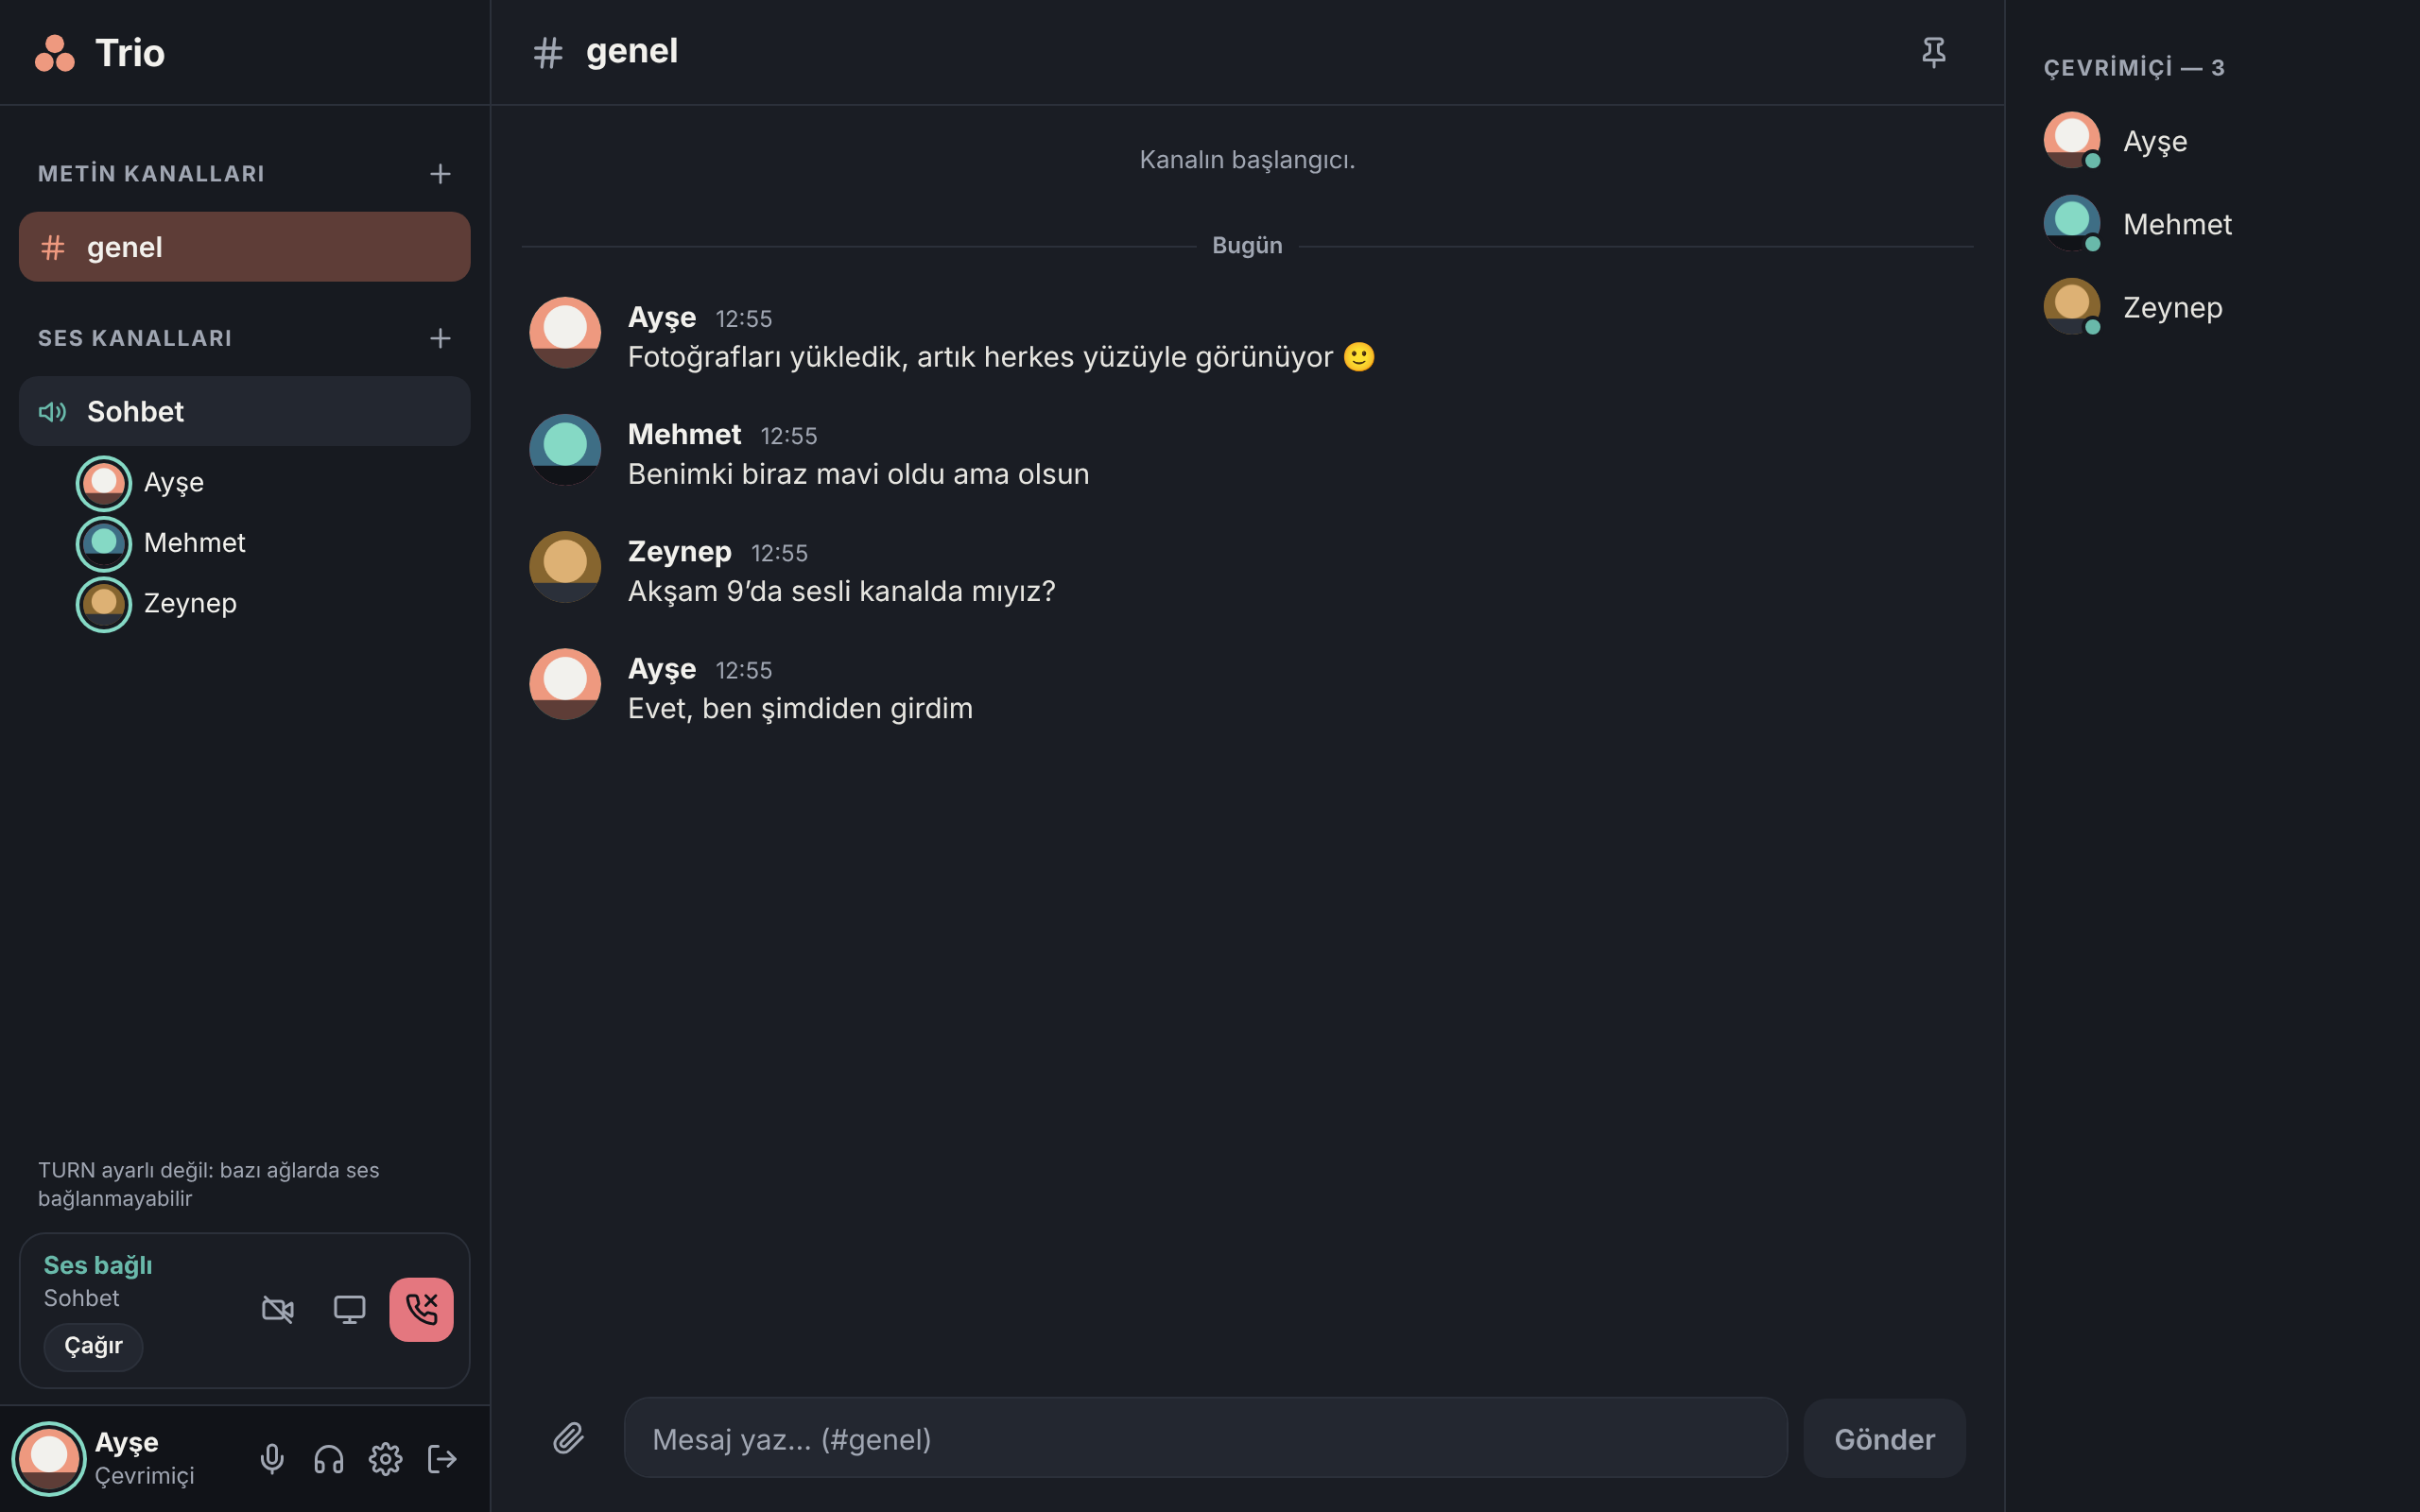 Trio
METİN KANALLARI
genel
SES KANALLARI
Sohbet
Ayşe
Mehmet
Zeynep
TURN ayarlı değil: bazı ağlarda ses
bağlanmayabilir
Ses bağlı
Sohbet
Çağır
Ayşe
Çevrimiçi
# genel
Kanalın başlangıcı.
Bugün
Ayşe 12:55
Fotoğrafları yükledik, artık herkes yüzüyle görünüyor 🙂
Mehmet 12:55
Benimki biraz mavi oldu ama olsun
Zeynep 12:55
Akşam 9’da sesli kanalda mıyız?
Ayşe 12:55
Evet, ben şimdiden girdim
Mesaj yaz… (#genel)
Gönder
ÇEVRİMİÇİ — 3
Ayşe
Mehmet
Zeynep